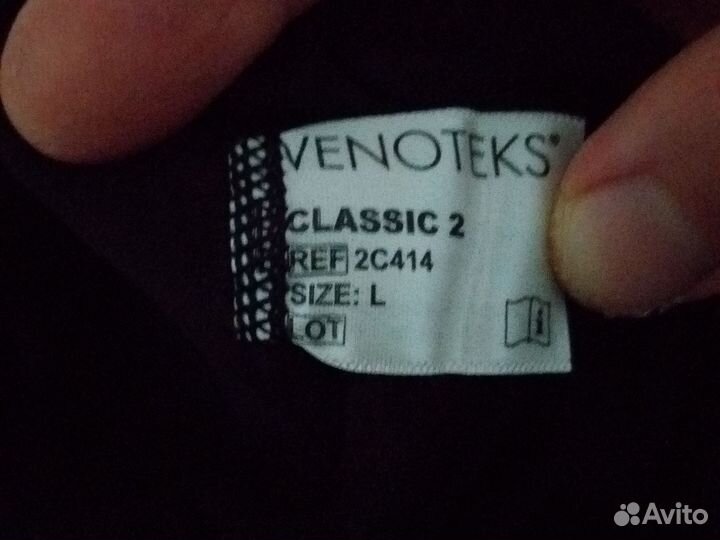 VENOTEKS®
CLASSIC 2
REF 2C414
SIZE: L
LOT
i
Avito